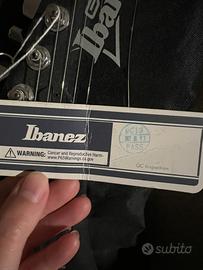 Ibanez
Ibanez
WARNING: Cancer and Reproductive Harm-
www.P65Warnings.ca.gov
PASS
QC Inspection
subito